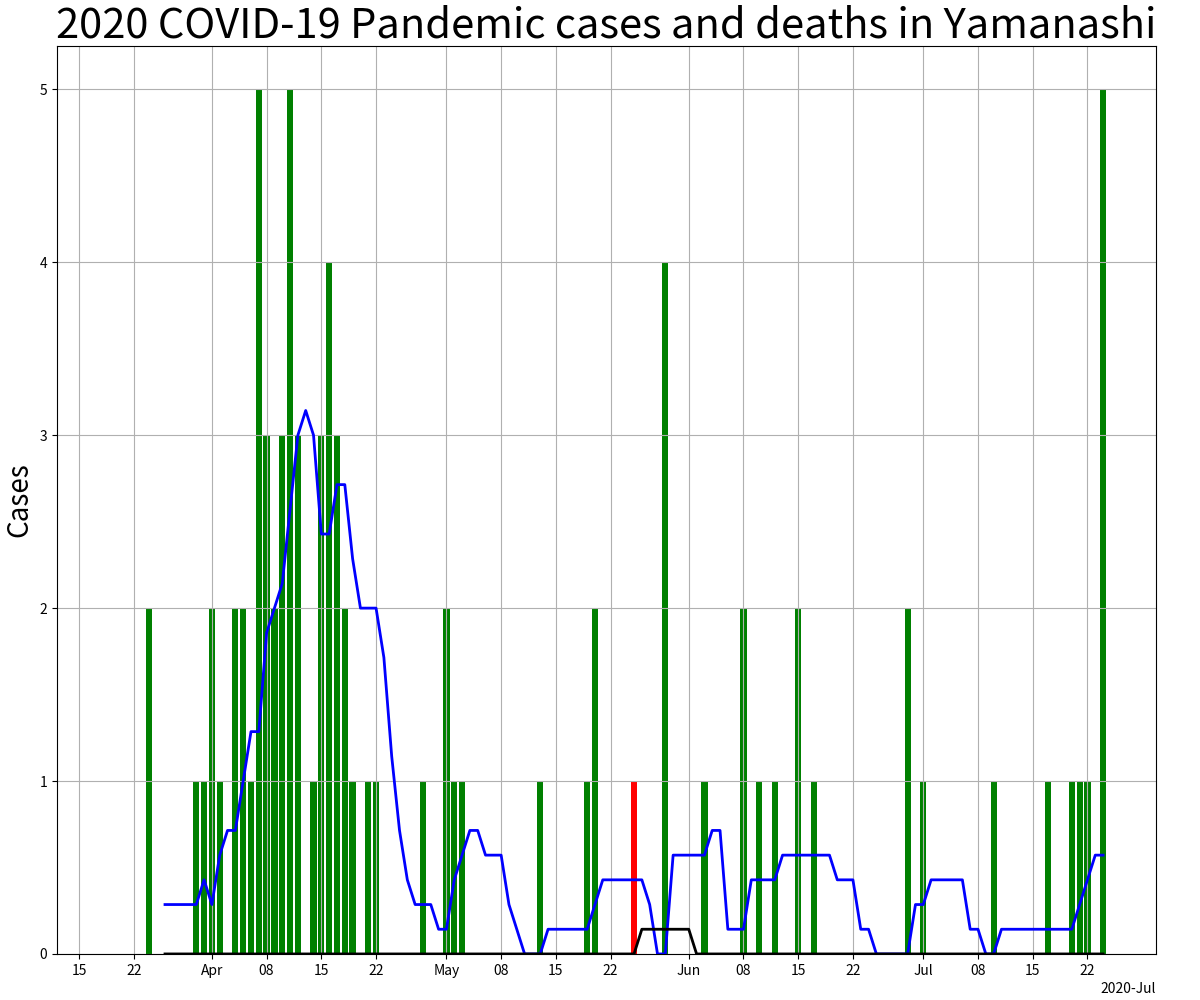 2020 COVID-19 Pandemic cases and deaths in Yamanashi
Cases
5
4
3
2
1
0
15 22 Apr 08 15 22 May 08 15 22 Jun 08 15 22 Jul 08 15 22
2020-Jul